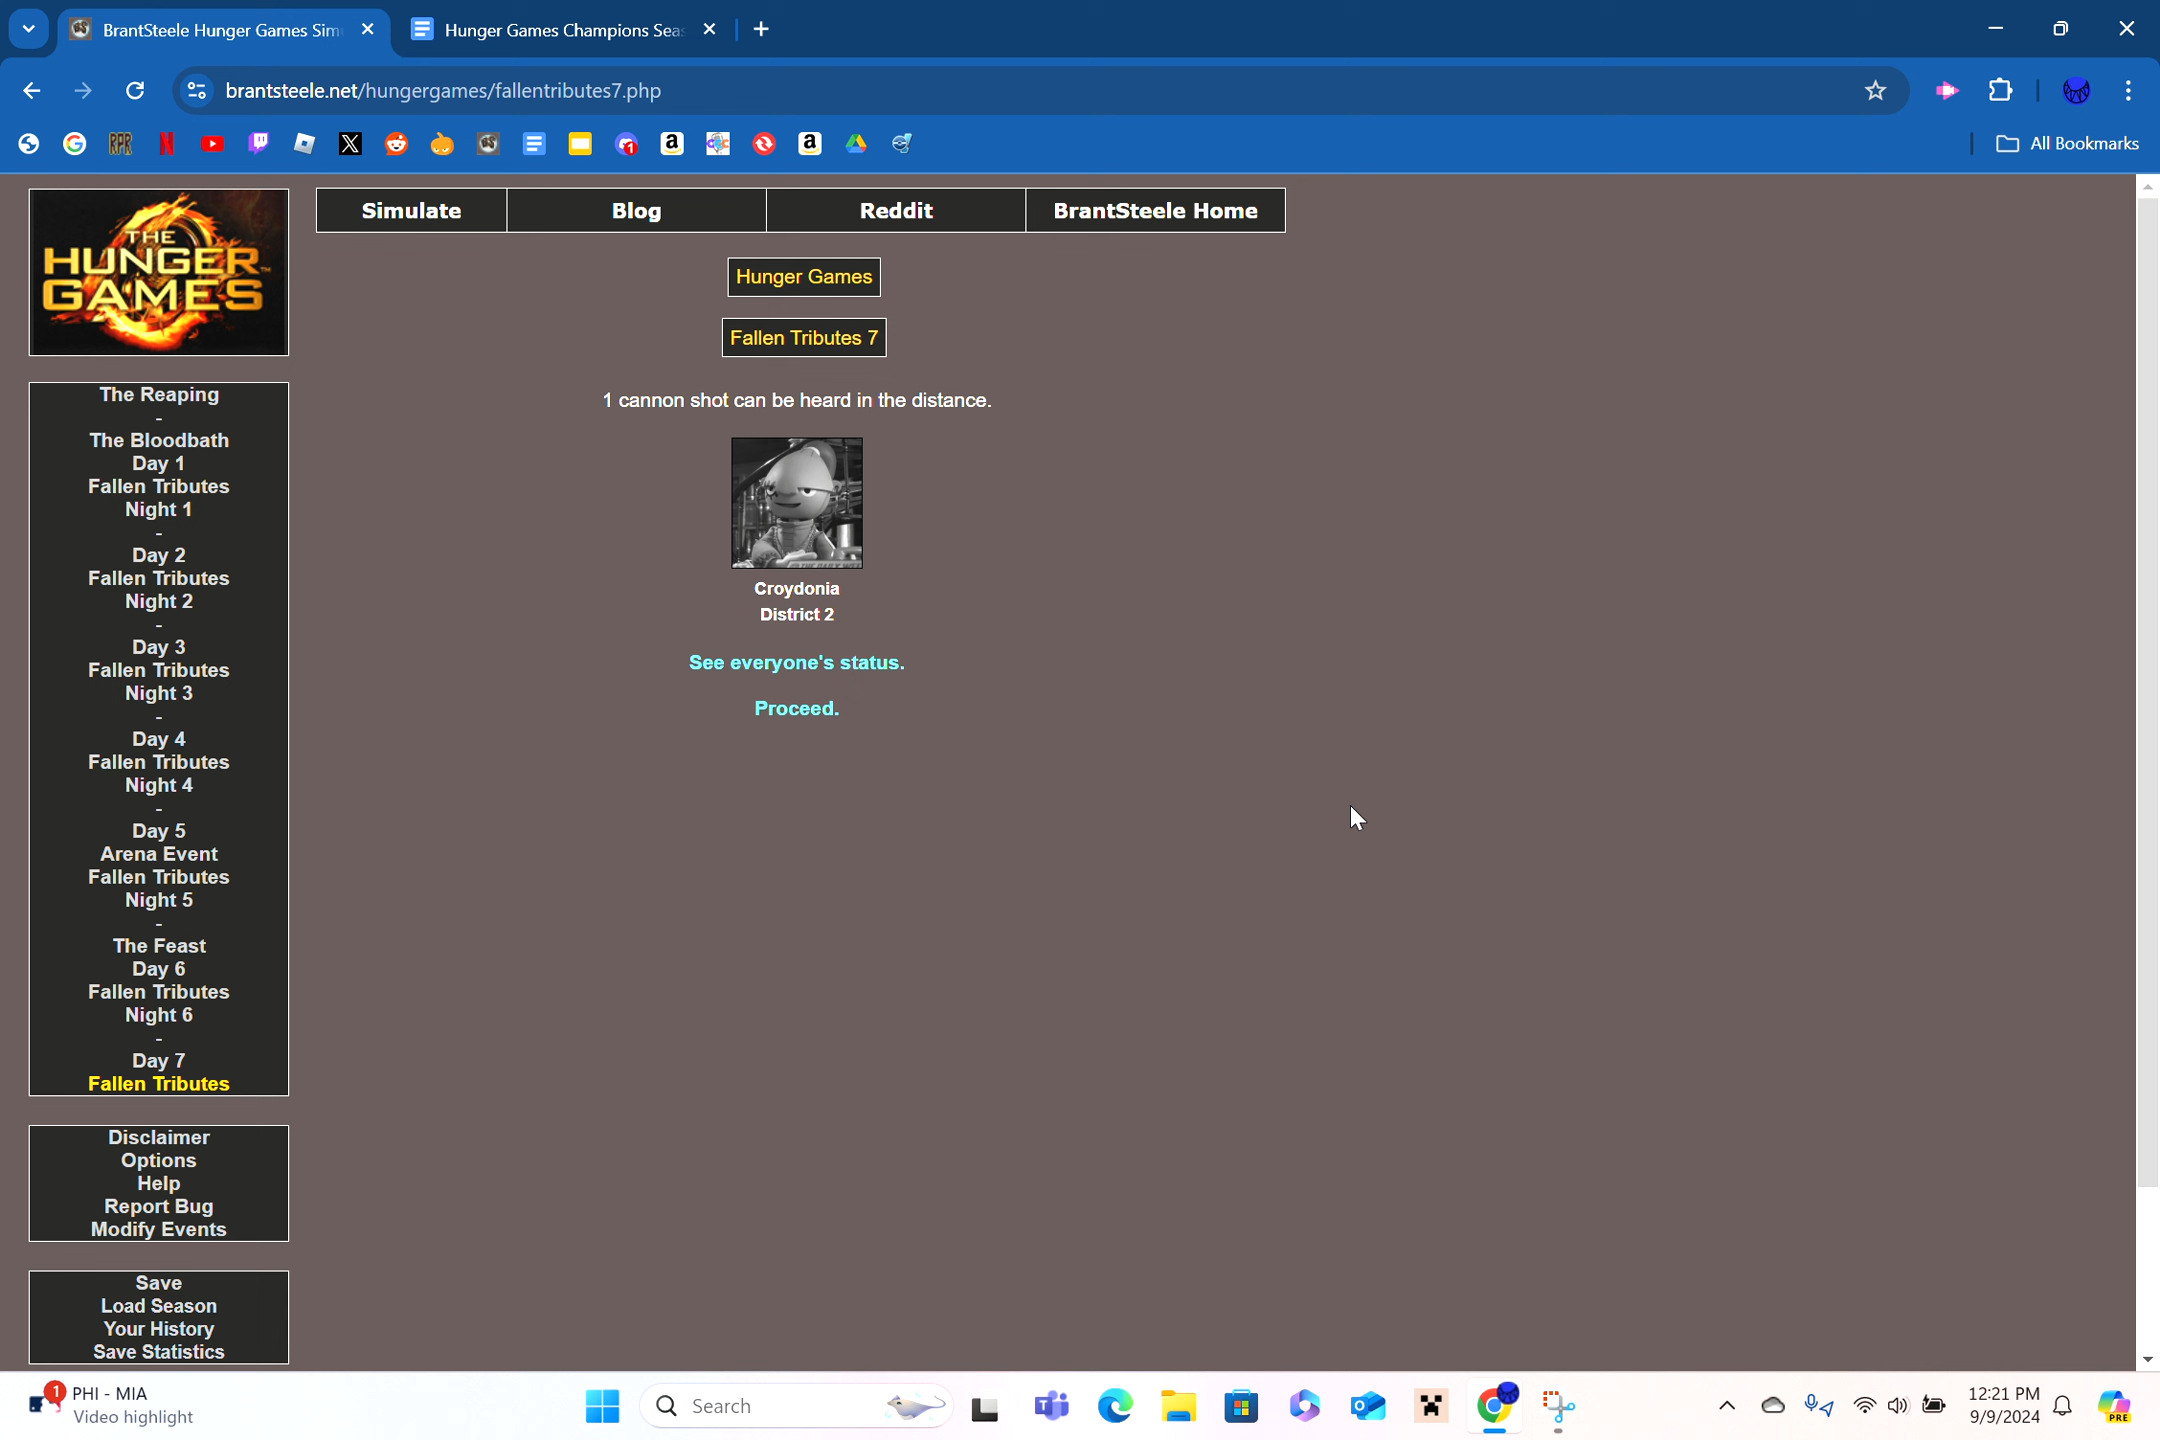 BrantSteele Hunger Games Sim
Hunger Games Champions Sea
brantsteele.net/hungergames/fallentributes7.php
RPR
1
All Bookmarks
THE
HUNGER
GAMES
Simulate
Blog
Reddit
BrantSteele Home
Hunger Games
Fallen Tributes 7
1 cannon shot can be heard in the distance.
Croydonia
District 2
See everyone's status.
Proceed.
The Reaping
-
The Bloodbath
Day 1
Fallen Tributes
Night 1
-
Day 2
Fallen Tributes
Night 2
-
Day 3
Fallen Tributes
Night 3
-
Day 4
Fallen Tributes
Night 4
-
Day 5
Arena Event
Fallen Tributes
Night 5
-
The Feast
Day 6
Fallen Tributes
Night 6
-
Day 7
Fallen Tributes
Disclaimer
Options
Help
Report Bug
Modify Events
Save
Load Season
Your History
Save Statistics
1
PHI - MIA
Video highlight
Search
12:21 PM
9/9/2024
PRE